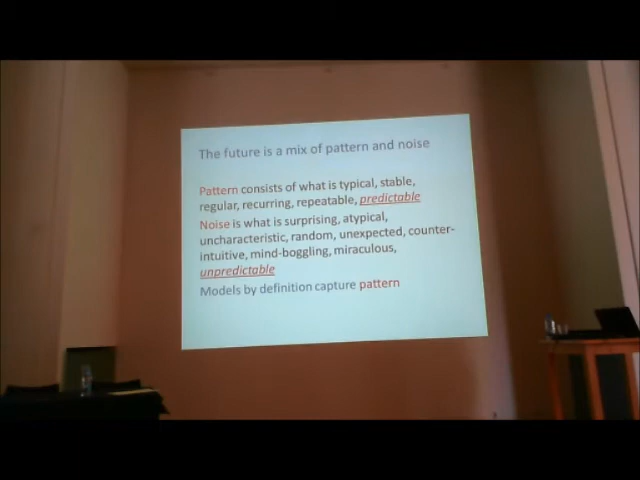 The future is a mix of pattern and noise
Pattern consists of what is typical, stable,
regular, recurring, repeatable, predictable
Noise is what is surprising, atypical,
uncharacteristic, random, unexpected, counter-
intuitive, mind-boggling, miraculous,
unpredictable
Models by definition capture pattern